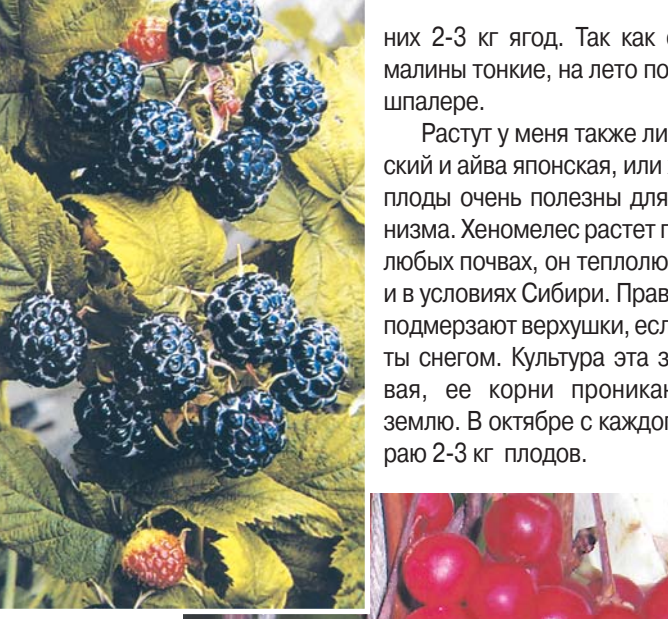 них 2-3 кг ягод. Так как
малины тонкие, на лето по
шпалере.
Растут у меня также ли
ский и айва японская, или
плоды очень полезны для
низма. Хеномелес растет п
любых почвах, он теплолю
и в условиях Сибири. Прав
подмерзают верхушки, есл
ты снегом. Культура эта з
вая, ее корни проникаю
землю. В октябре с каждог
раю 2-3 кг плодов.